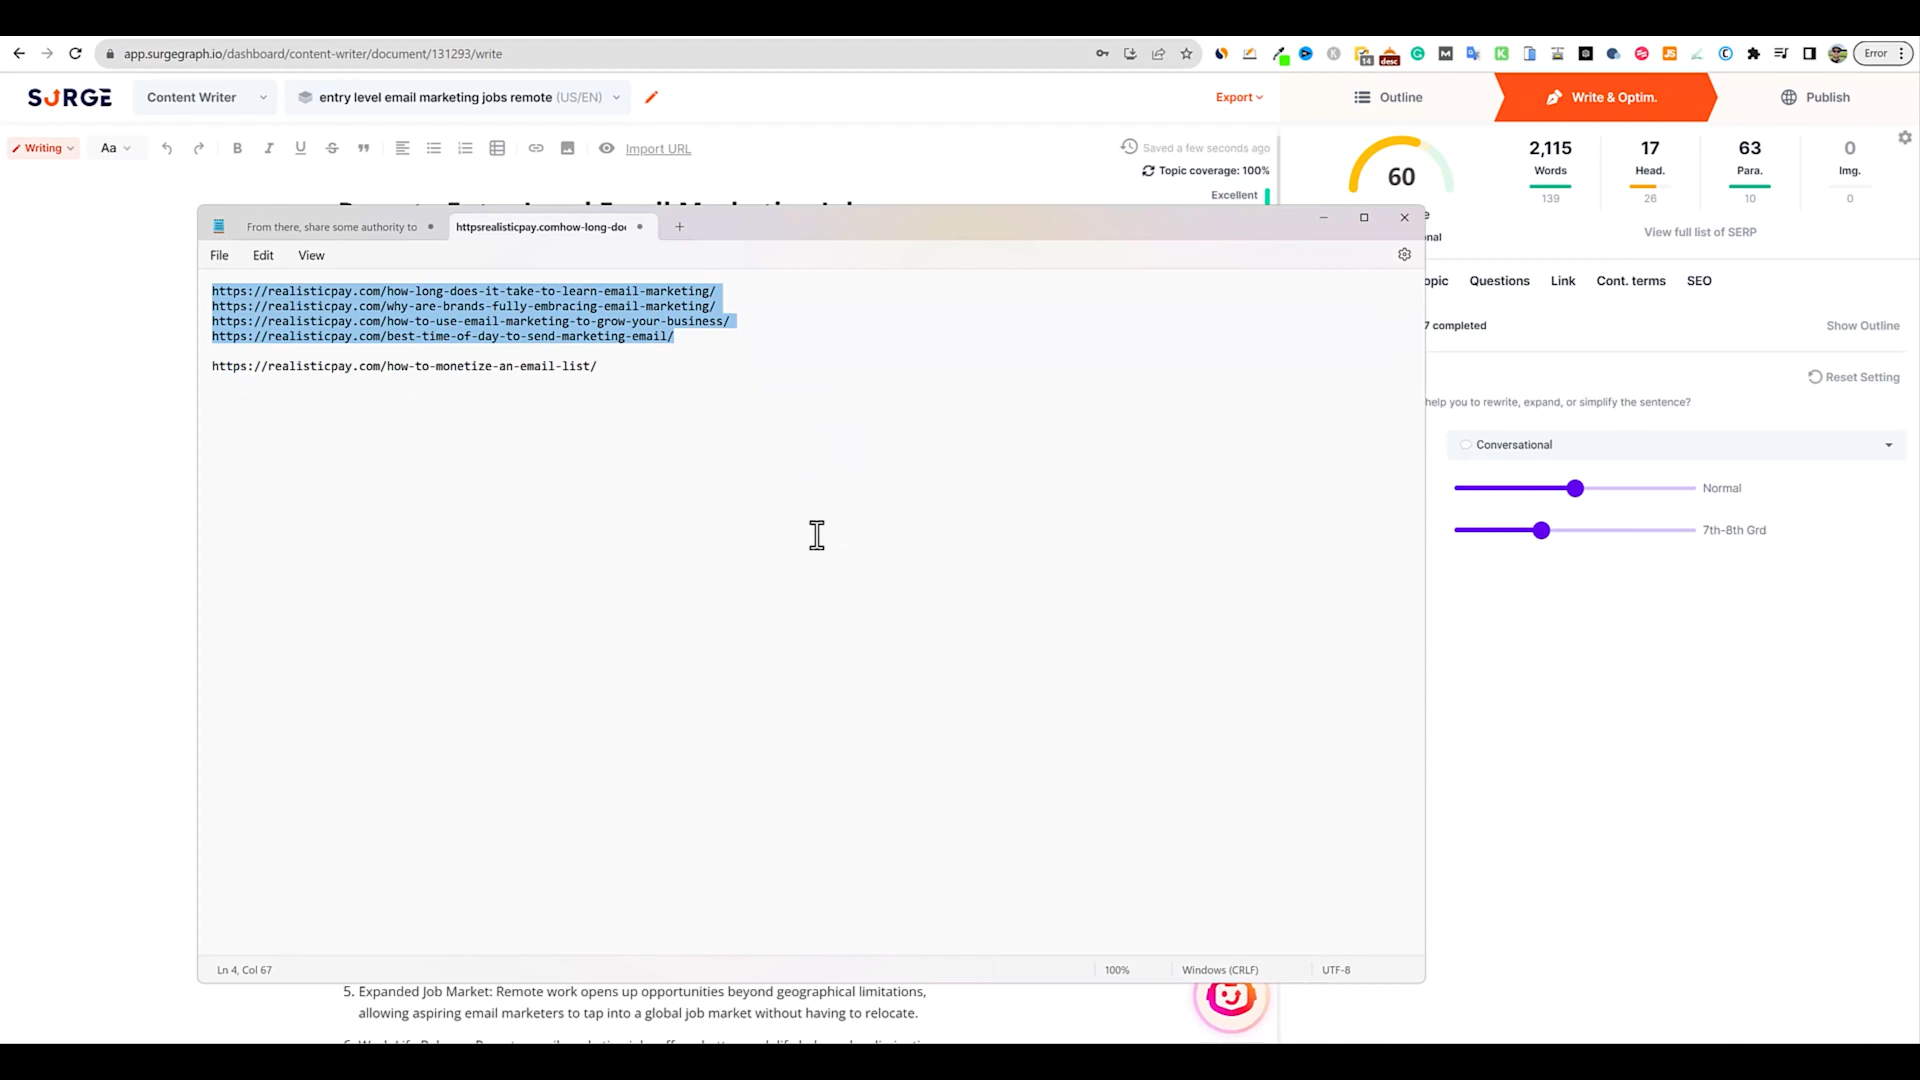 app.surgegraph.io/dashboard/content-writer/document/131293/write
14
desc
Error
SURGE
Content Writer
entry level email marketing jobs remote (US/EN)
Export
Outline
Write & Optim.
Publish
Writing
Aa
Import URL
Saved a few seconds ago
Topic coverage: 100%
Excellent
60
2,115
Words
139
17
Head.
26
63
Para.
10
0
Img.
0
View full list of SERP
From there, share some authority to
httpsrealisticpay.comhow-long-doe
File
Edit
View
https://realisticpay.com/how-long-does-it-take-to-learn-email-marketing/
https://realisticpay.com/why-are-brands-fully-embracing-email-marketing/
https://realisticpay.com/how-to-use-email-marketing-to-grow-your-business/
https://realisticpay.com/best-time-of-day-to-send-marketing-email/
https://realisticpay.com/how-to-monetize-an-email-list/
Questions
Link
Cont. terms
SEO
7 completed
Show Outline
Reset Setting
help you to rewrite, expand, or simplify the sentence?
Conversational
Normal
7th-8th Grd
Ln 4, Col 67
100%
Windows (CRLF)
UTF-8
5. Expanded Job Market: Remote work opens up opportunities beyond geographical limitations,
allowing aspiring email marketers to tap into a global job market without having to relocate.